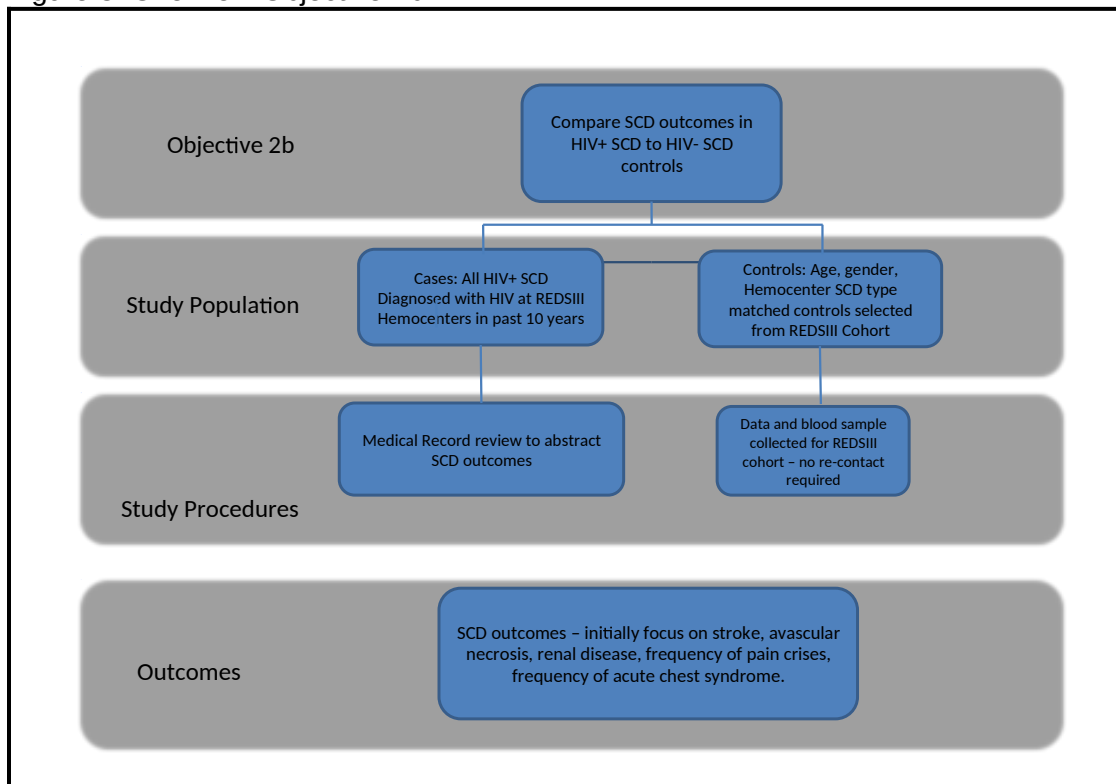 Objective 2b
Compare SCD outcomes in
HIV+ SCD to HIV- SCD
controls
Study Population
Cases: All HIV+ SCD
Diagnosed with HIV at REDSIII
Hemocenters in past 10 years
Controls: Age, gender,
Hemocenter SCD type
matched controls selected
from REDSIII Cohort
Study Procedures
Medical Record review to abstract
SCD outcomes
Data and blood sample
collected for REDSIII
cohort – no re-contact
required
Outcomes
SCD outcomes – initially focus on stroke, avascular
necrosis, renal disease, frequency of pain crises,
frequency of acute chest syndrome.